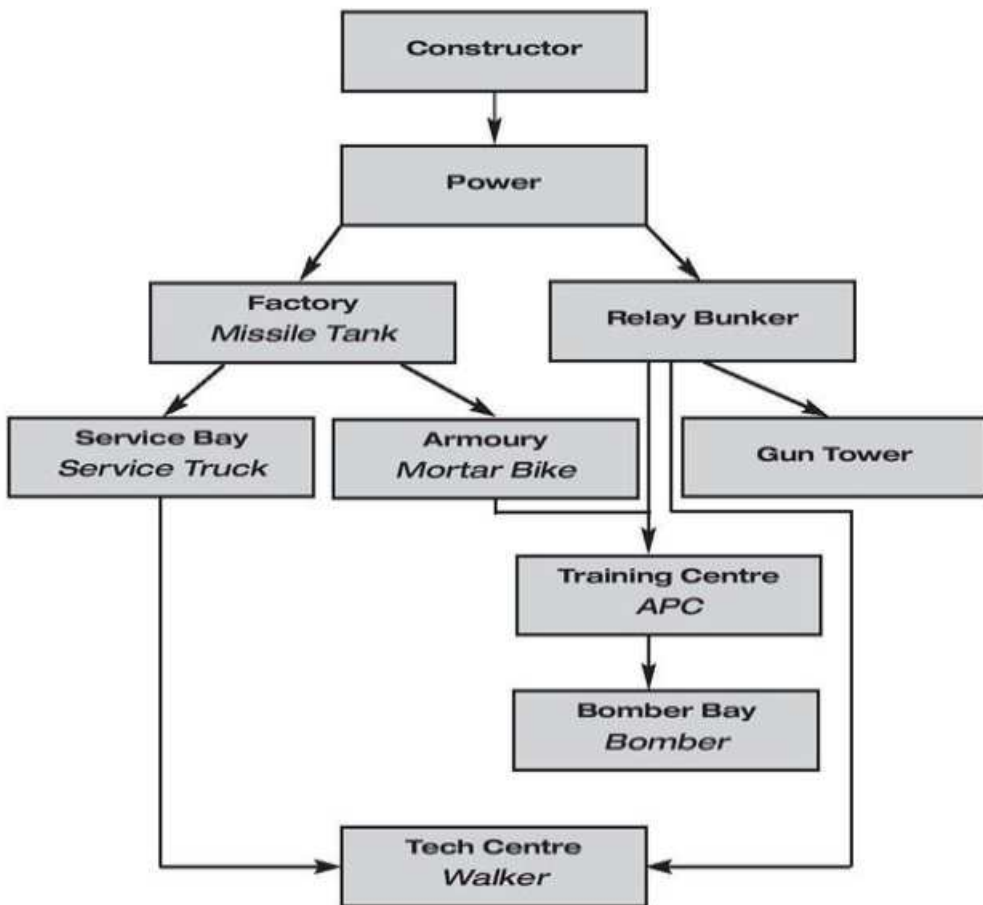 Constructor
Power
Factory
Missile Tank
Relay Bunker
Service Bay
Service Truck
Armoury
Mortar Bike
Gun Tower
Training Centre
APC
Bomber Bay
Bomber
Tech Centre
Walker